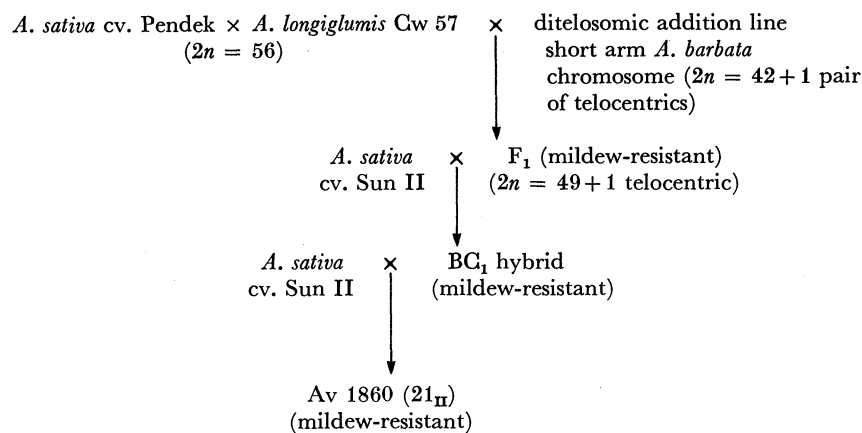 A. sativa cv. Pendek × A. longiglumis Cw 57 × ditelosomic addition line
(2n = 56) short arm A. barbata
chromosome (2n = 42 + 1 pair
of telocentrics)
A. sativa × F₁ (mildew-resistant)
cv. Sun II (2n = 49 + 1 telocentric)
A. sativa × BC₁ hybrid
cv. Sun II (mildew-resistant)
Av 1860 (21ᵢᵢ)
(mildew-resistant)